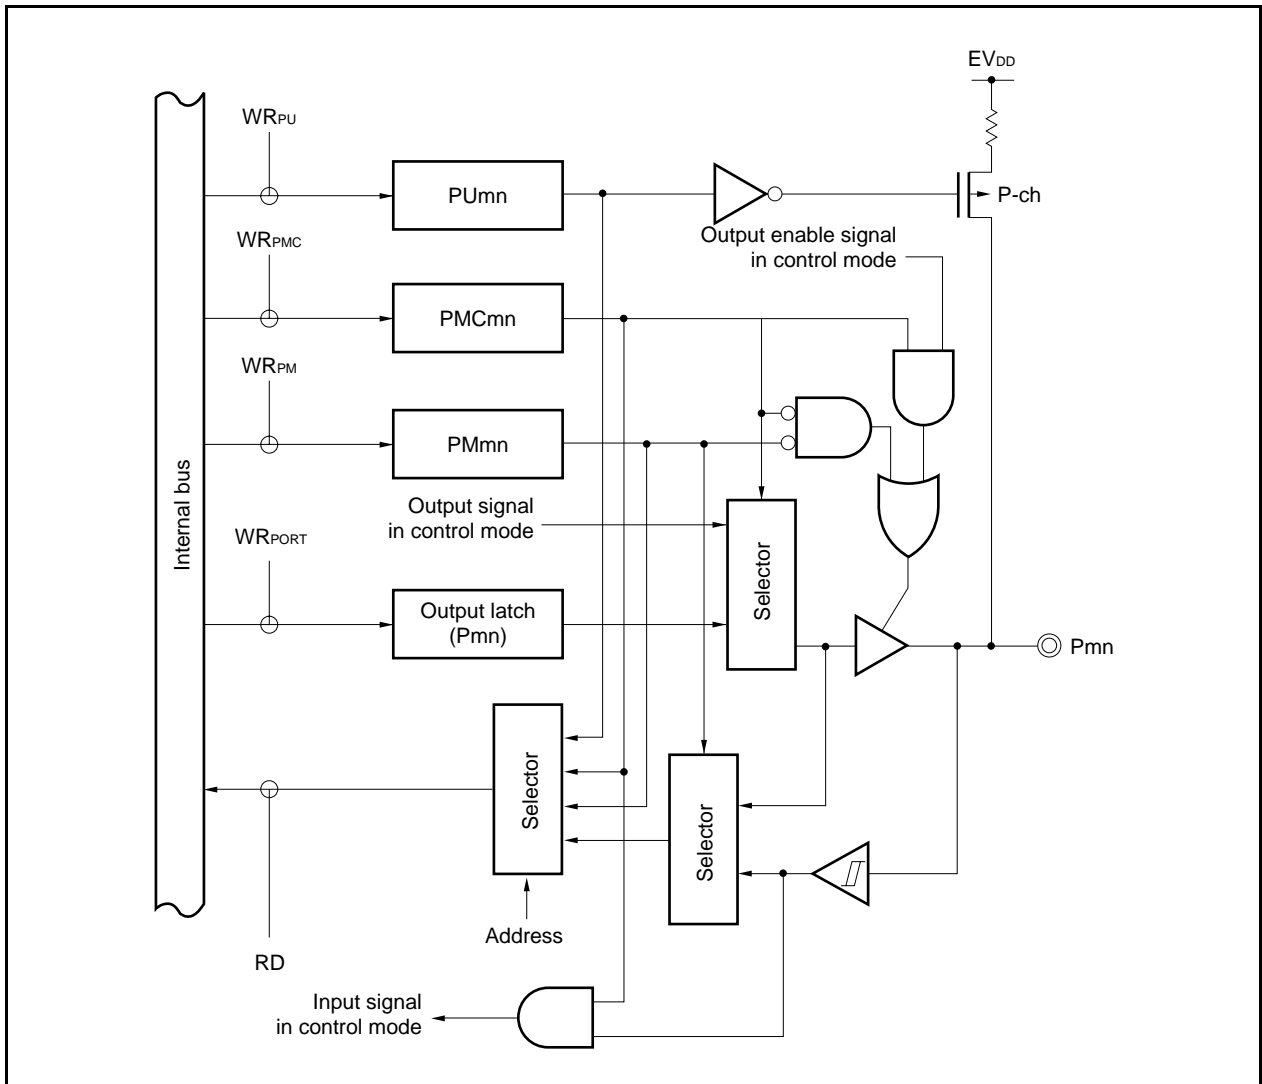 EVDD
WRPU
PUmn
P-ch
WRPMC
Output enable signal
in control mode
PMCmn
WRPM
PMmn
Output signal
in control mode
Internal bus
WRPORT
Output latch
(Pmn)
Selector
Pmn
Selector
Selector
Address
RD
Input signal
in control mode